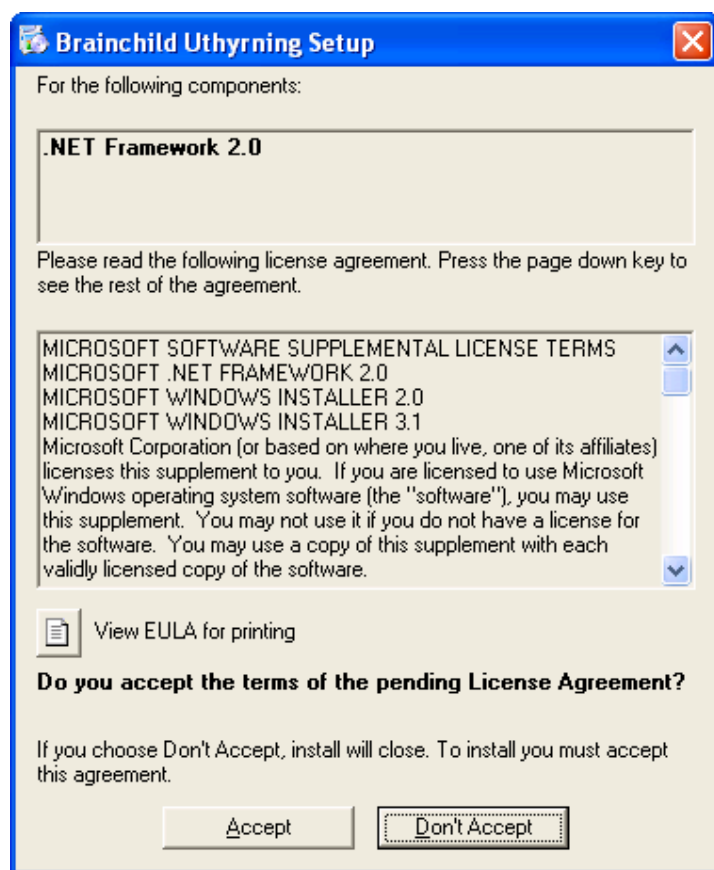 Brainchild Uthyrning Setup
For the following components:
.NET Framework 2.0
Please read the following license agreement. Press the page down key to
see the rest of the agreement.
MICROSOFT SOFTWARE SUPPLEMENTAL LICENSE TERMS
MICROSOFT .NET FRAMEWORK 2.0
MICROSOFT WINDOWS INSTALLER 2.0
MICROSOFT WINDOWS INSTALLER 3.1
Microsoft Corporation (or based on where you live, one of its affiliates)
licenses this supplement to you.  If you are licensed to use Microsoft
Windows operating system software (the "software"), you may use
this supplement.  You may not use it if you do not have a license for
the software.  You may use a copy of this supplement with each
validly licensed copy of the software.
View EULA for printing
Do you accept the terms of the pending License Agreement?
If you choose Don't Accept, install will close. To install you must accept
this agreement.
Accept
Don't Accept